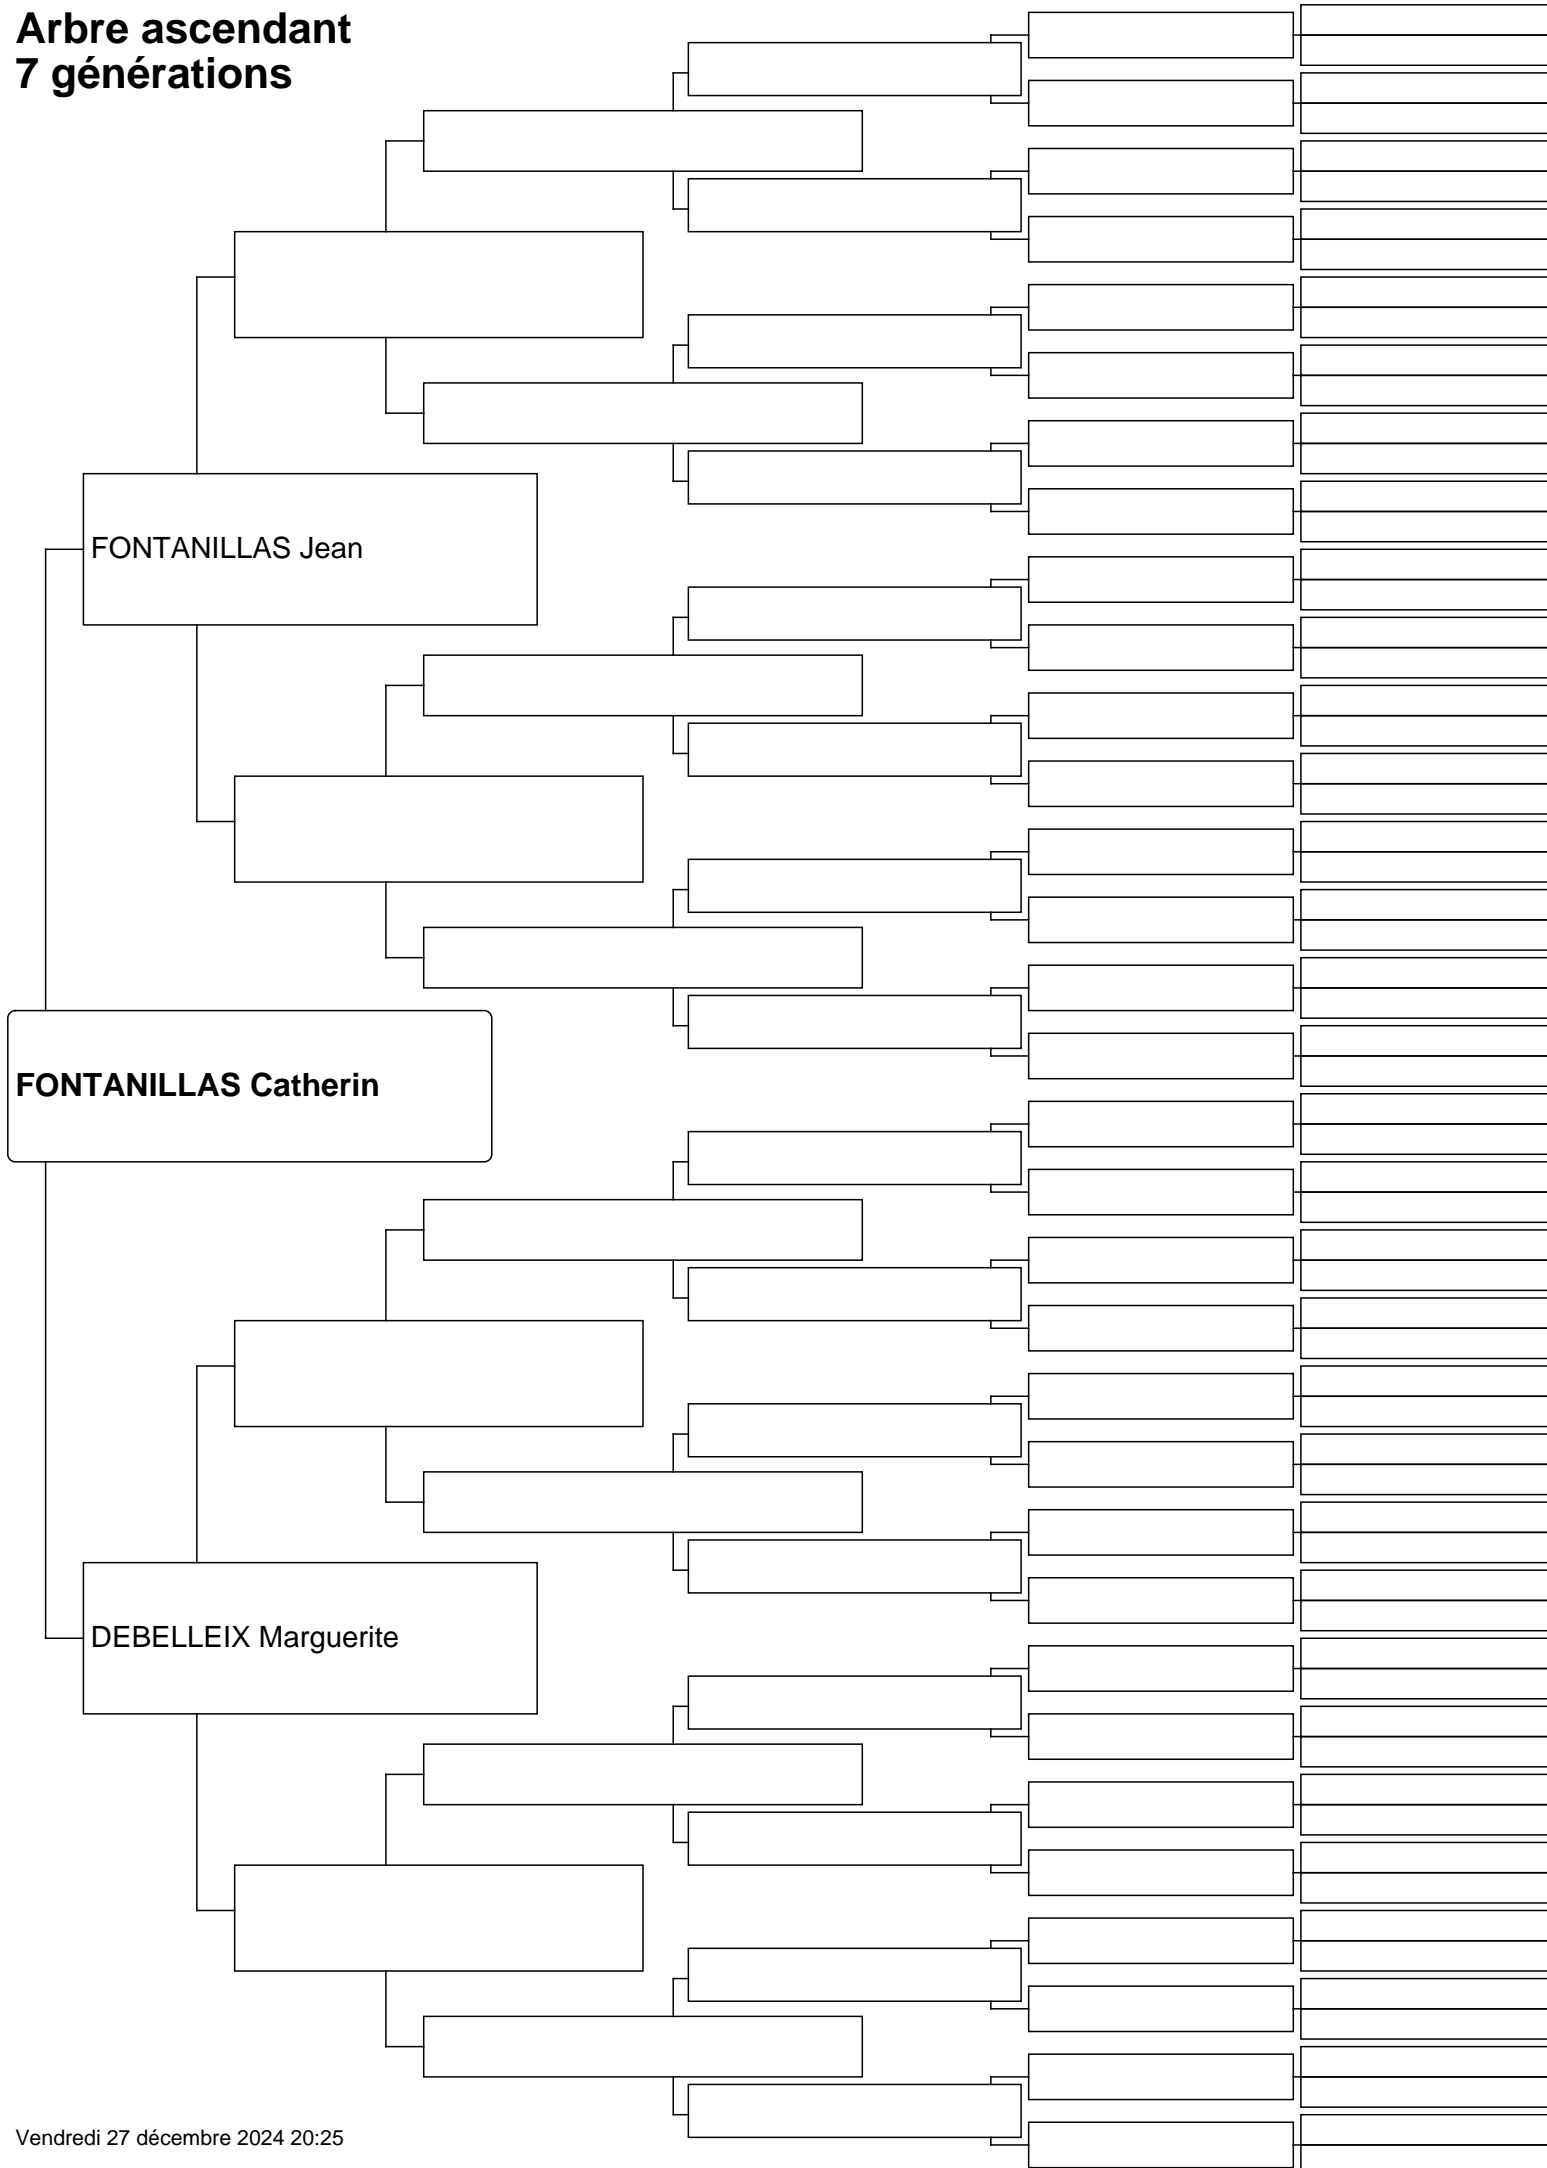 Arbre ascendant
7 générations
FONTANILLAS Jean
FONTANILLAS Catherin
DEBELLEIX Marguerite
Vendredi 27 décembre 2024 20:25